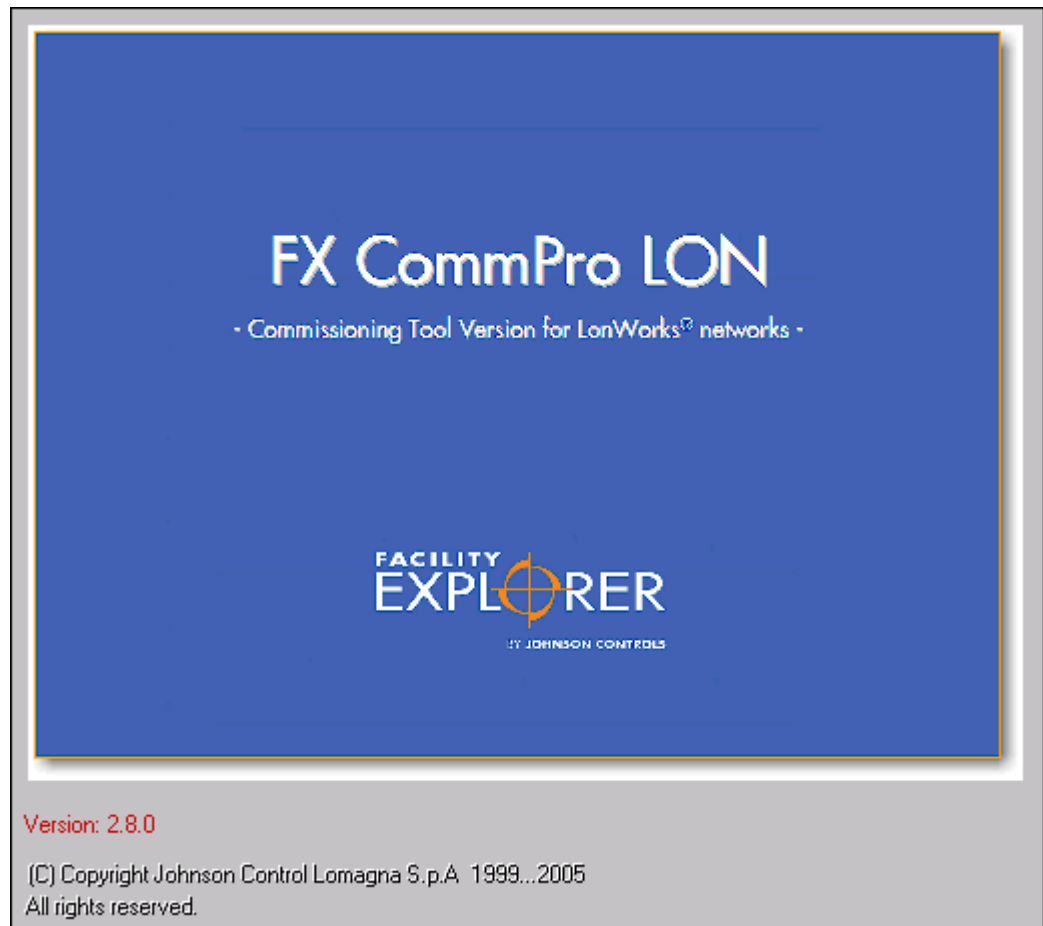 FX CommPro LON
- Commissioning Tool Version for LonWorks® networks -
FACILITY
EXPLORER
BY JOHNSON CONTROLS
Version: 2.8.0
(C) Copyright Johnson Control Lomagna S.p.A 1999...2005
All rights reserved.